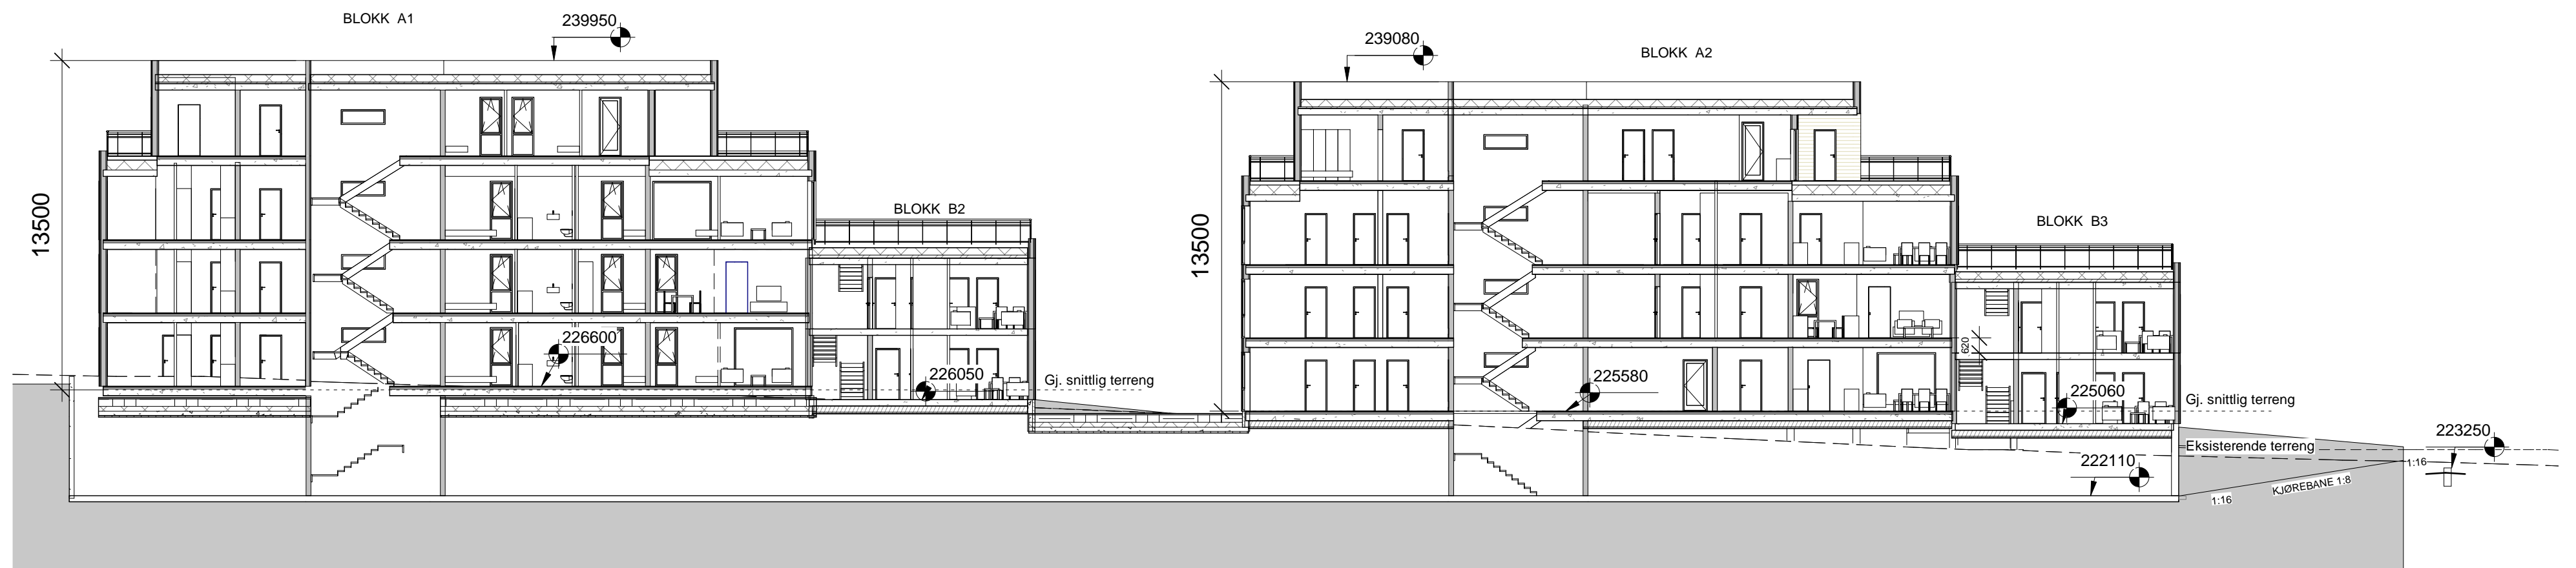 BLOKK A1
239950
13500
226600
BLOKK B2
226050
Gj. snittlig terreng
239080
BLOKK A2
13500
225580
BLOKK B3
620
225060
Gj. snittlig terreng
Eksisterende terreng
223250
222110
1:16
KJØREBANE 1:8
1:16